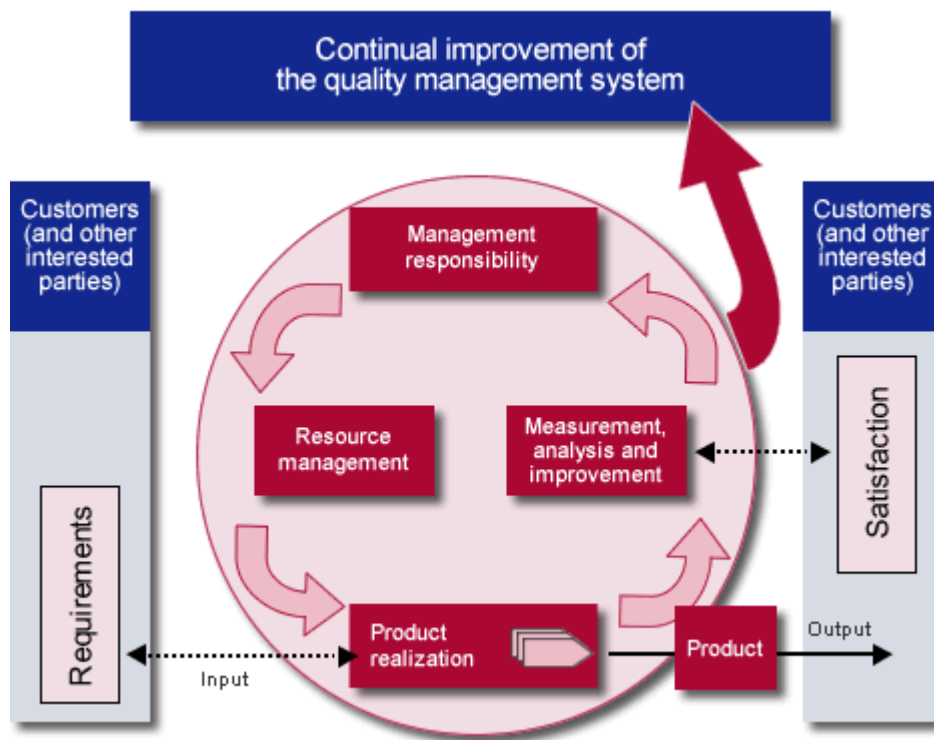 Continual improvement of
the quality management system
Customers
(and other
interested
parties)
Management
responsibility
Customers
(and other
interested
parties)
Resource
management
Measurement,
analysis and
improvement
Satisfaction
Requirements
Input
Product
realization
Product
Output